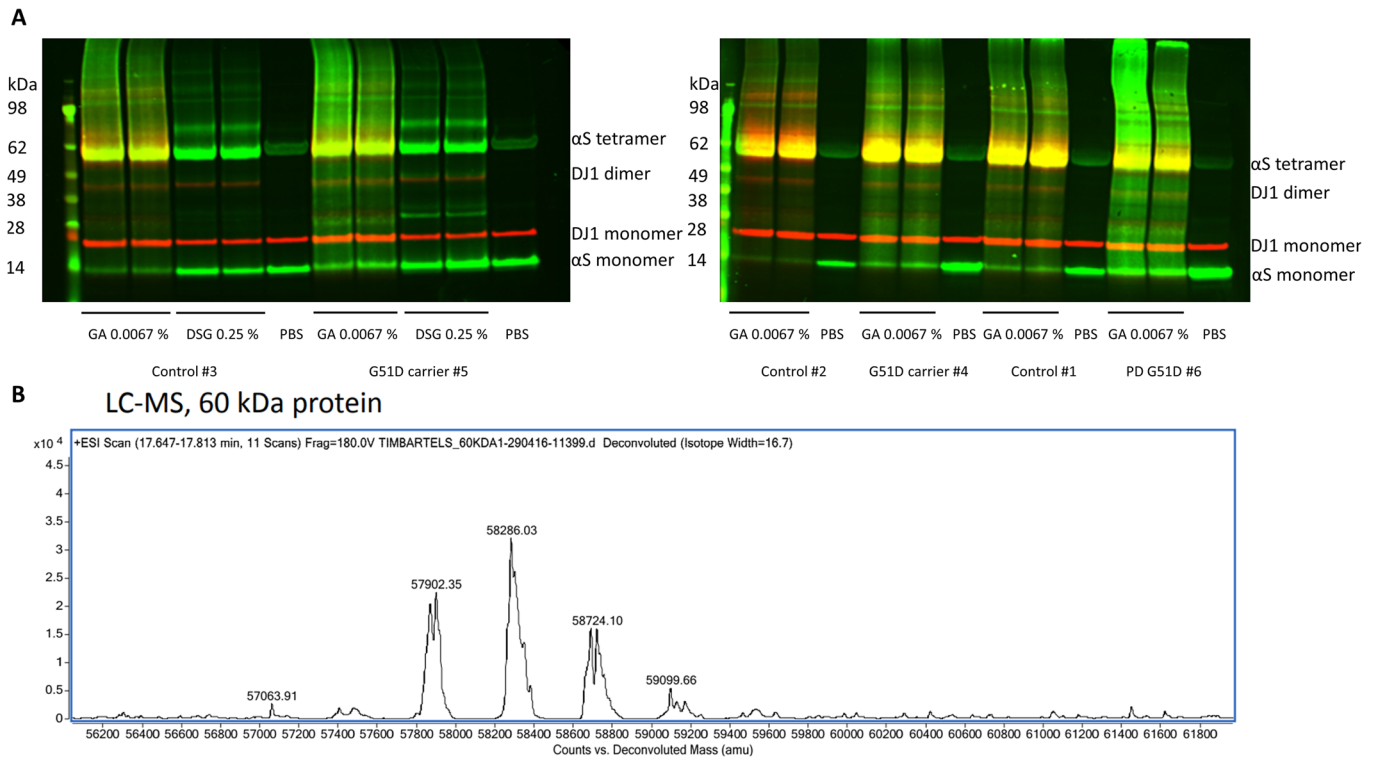 A
kDa
98
62
49
38
28
14
αS tetramer
DJ1 dimer
DJ1 monomer
αS monomer
GA 0.0067 % DSG 0.25 % PBS GA 0.0067 % DSG 0.25 % PBS
Control #3 G51D carrier #5
kDa
98
62
49
38
28
14
αS tetramer
DJ1 dimer
DJ1 monomer
αS monomer
GA 0.0067 % PBS GA 0.0067 % PBS GA 0.0067 % PBS GA 0.0067 % PBS
Control #2 G51D carrier #4 Control #1 PD G51D #6
B
LC-MS, 60 kDa protein
x10 4 +ESI Scan (17.647-17.813 min, 11 Scans) Frag=180.0V TIMBARTELS_60KDA1-290416-11399.d Deconvoluted (Isotope Width=16.7)
4.5
4
3.5
3
2.5
2
1.5
1
0.5
0
57063.91
57902.35
58286.03
58724.10
59099.66
56200 56400 56600 56800 57000 57200 57400 57600 57800 58000 58200 58400 58600 58800 59000 59200 59400 59600 59800 60000 60200 60400 60600 60800 61000 61200 61400 61600 61800
Counts vs. Deconvoluted Mass (amu)